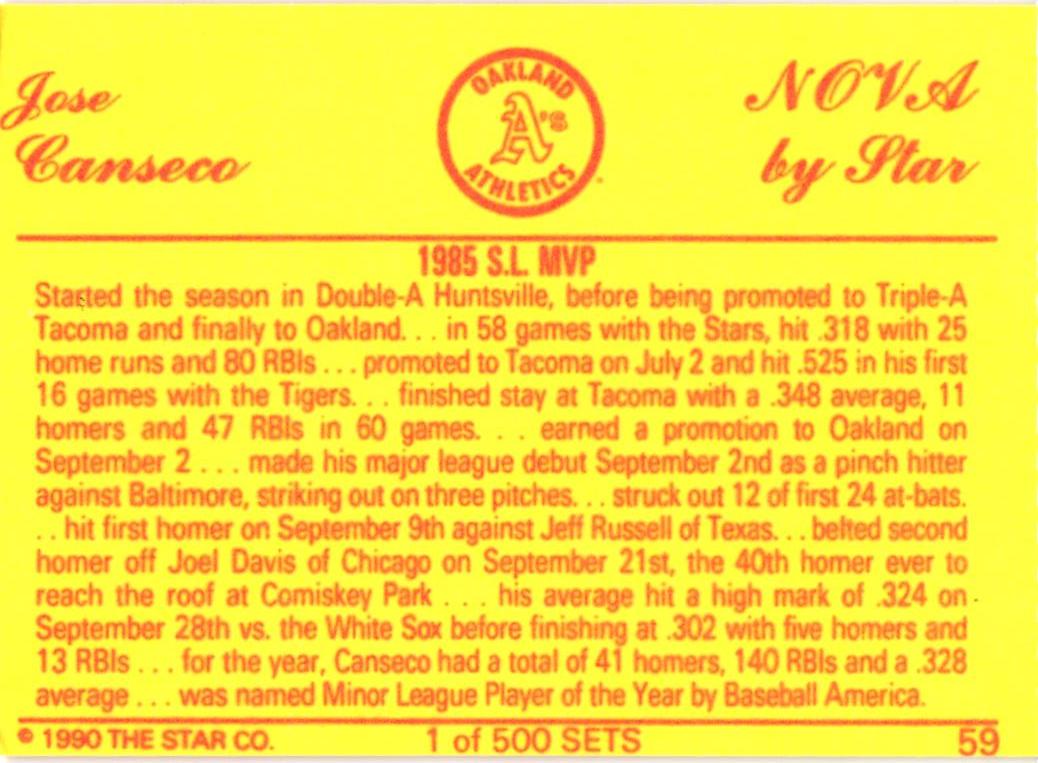 Jose
Canseco
OAKLAND
A's
ATHLETICS
NOVA
by Star
1985 S.L. MVP
Started the season in Double-A Huntsville, before being promoted to Triple-A
Tacoma and finally to Oakland. . . in 58 games with the Stars, hit .318 with 25
home runs and 80 RBIs . . . promoted to Tacoma on July 2 and hit .525 in his first
16 games with the Tigers. . . finished stay at Tacoma with a .348 average, 11
homers and 47 RBIs in 60 games. . . earned a promotion to Oakland on
September 2 . . . made his major league debut September 2nd as a pinch hitter
against Baltimore, striking out on three pitches. . . struck out 12 of first 24 at-bats.
. . hit first homer on September 9th against Jeff Russell of Texas. . . belted second
homer off Joel Davis of Chicago on September 21st, the 40th homer ever to
reach the roof at Comiskey Park . . . his average hit a high mark of .324 on
September 28th vs. the White Sox before finishing at .302 with five homers and
13 RBIs . . . for the year, Canseco had a total of 41 homers, 140 RBIs and a .328
average . . . was named Minor League Player of the Year by Baseball America.
© 1990 THE STAR CO.
1 of 500 SETS
59